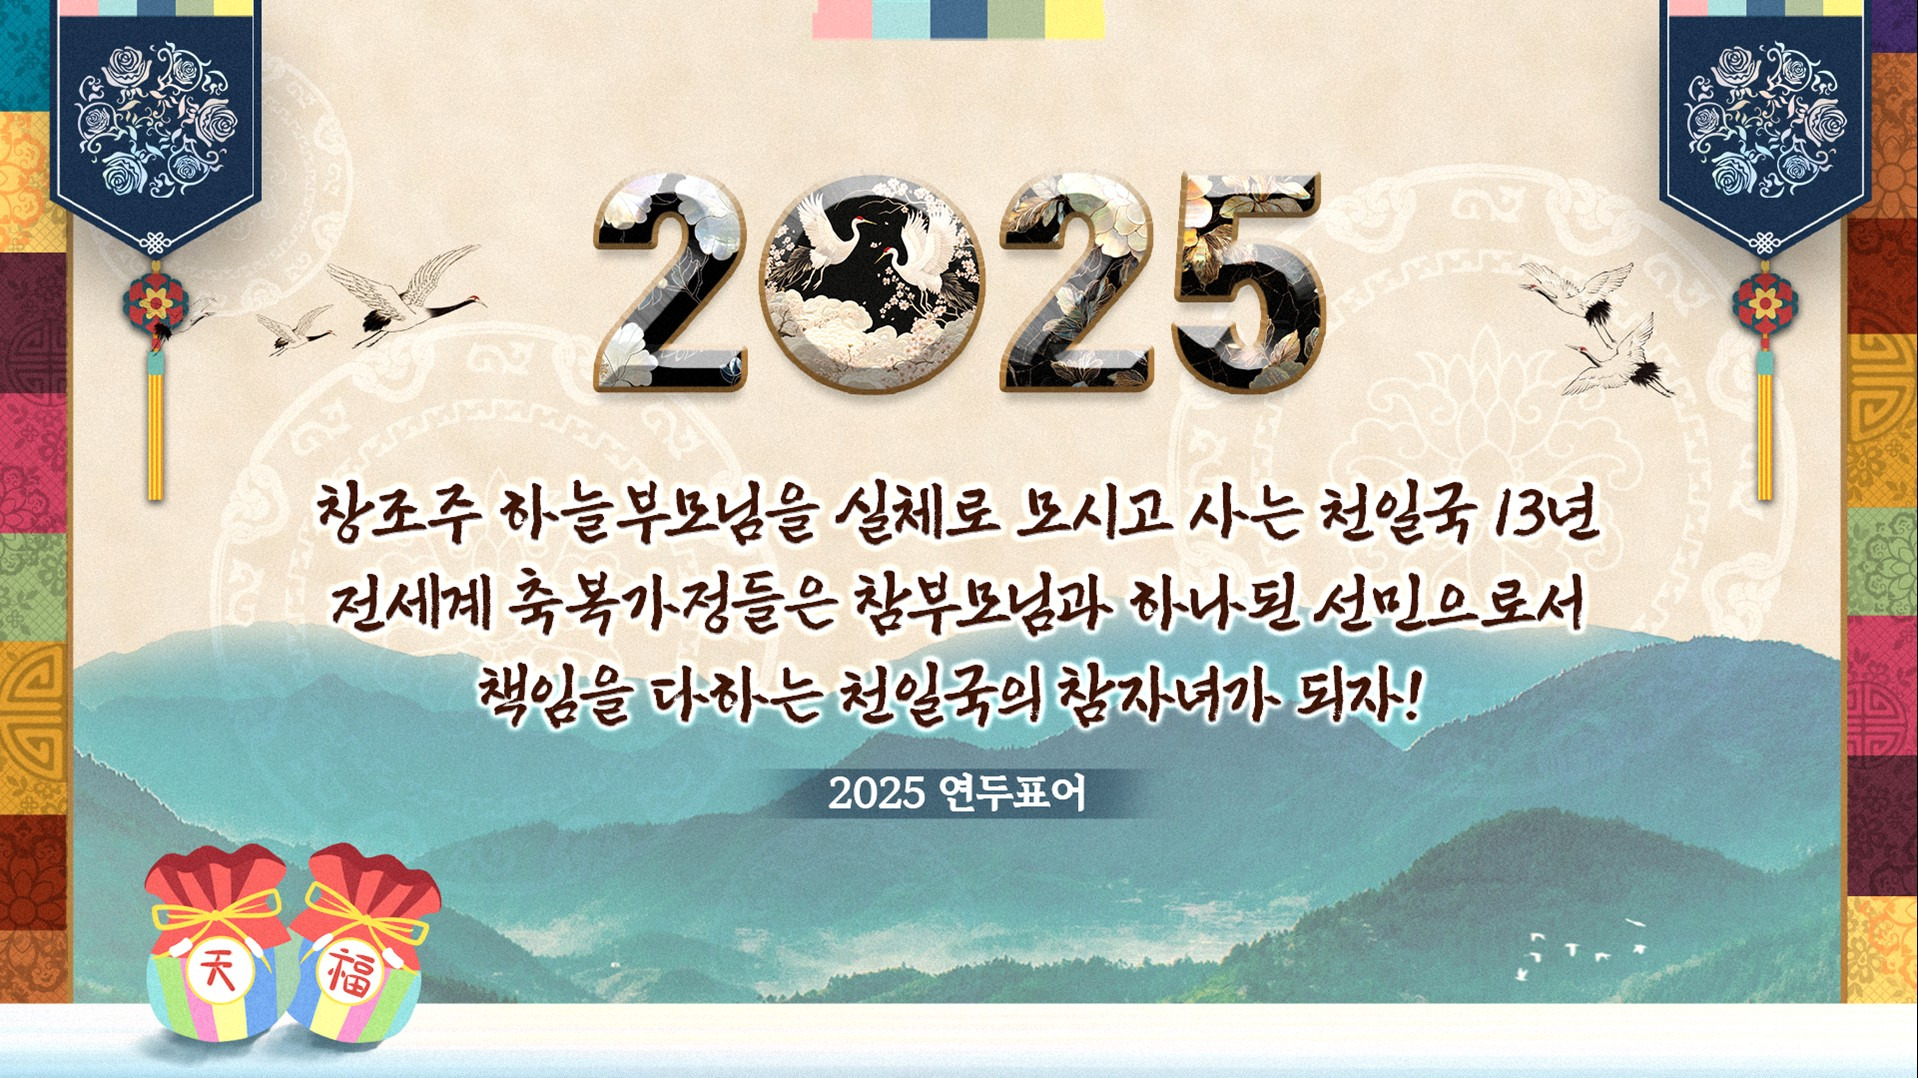 2025
창조주 하늘부모님을 실체로 모시고 사는 천일국 13년
전세계 축복가정들은 참부모님과 하나된 선민으로서
책임을 다하는 천일국의 참자녀가 되자!
2025 연두표어
天 福